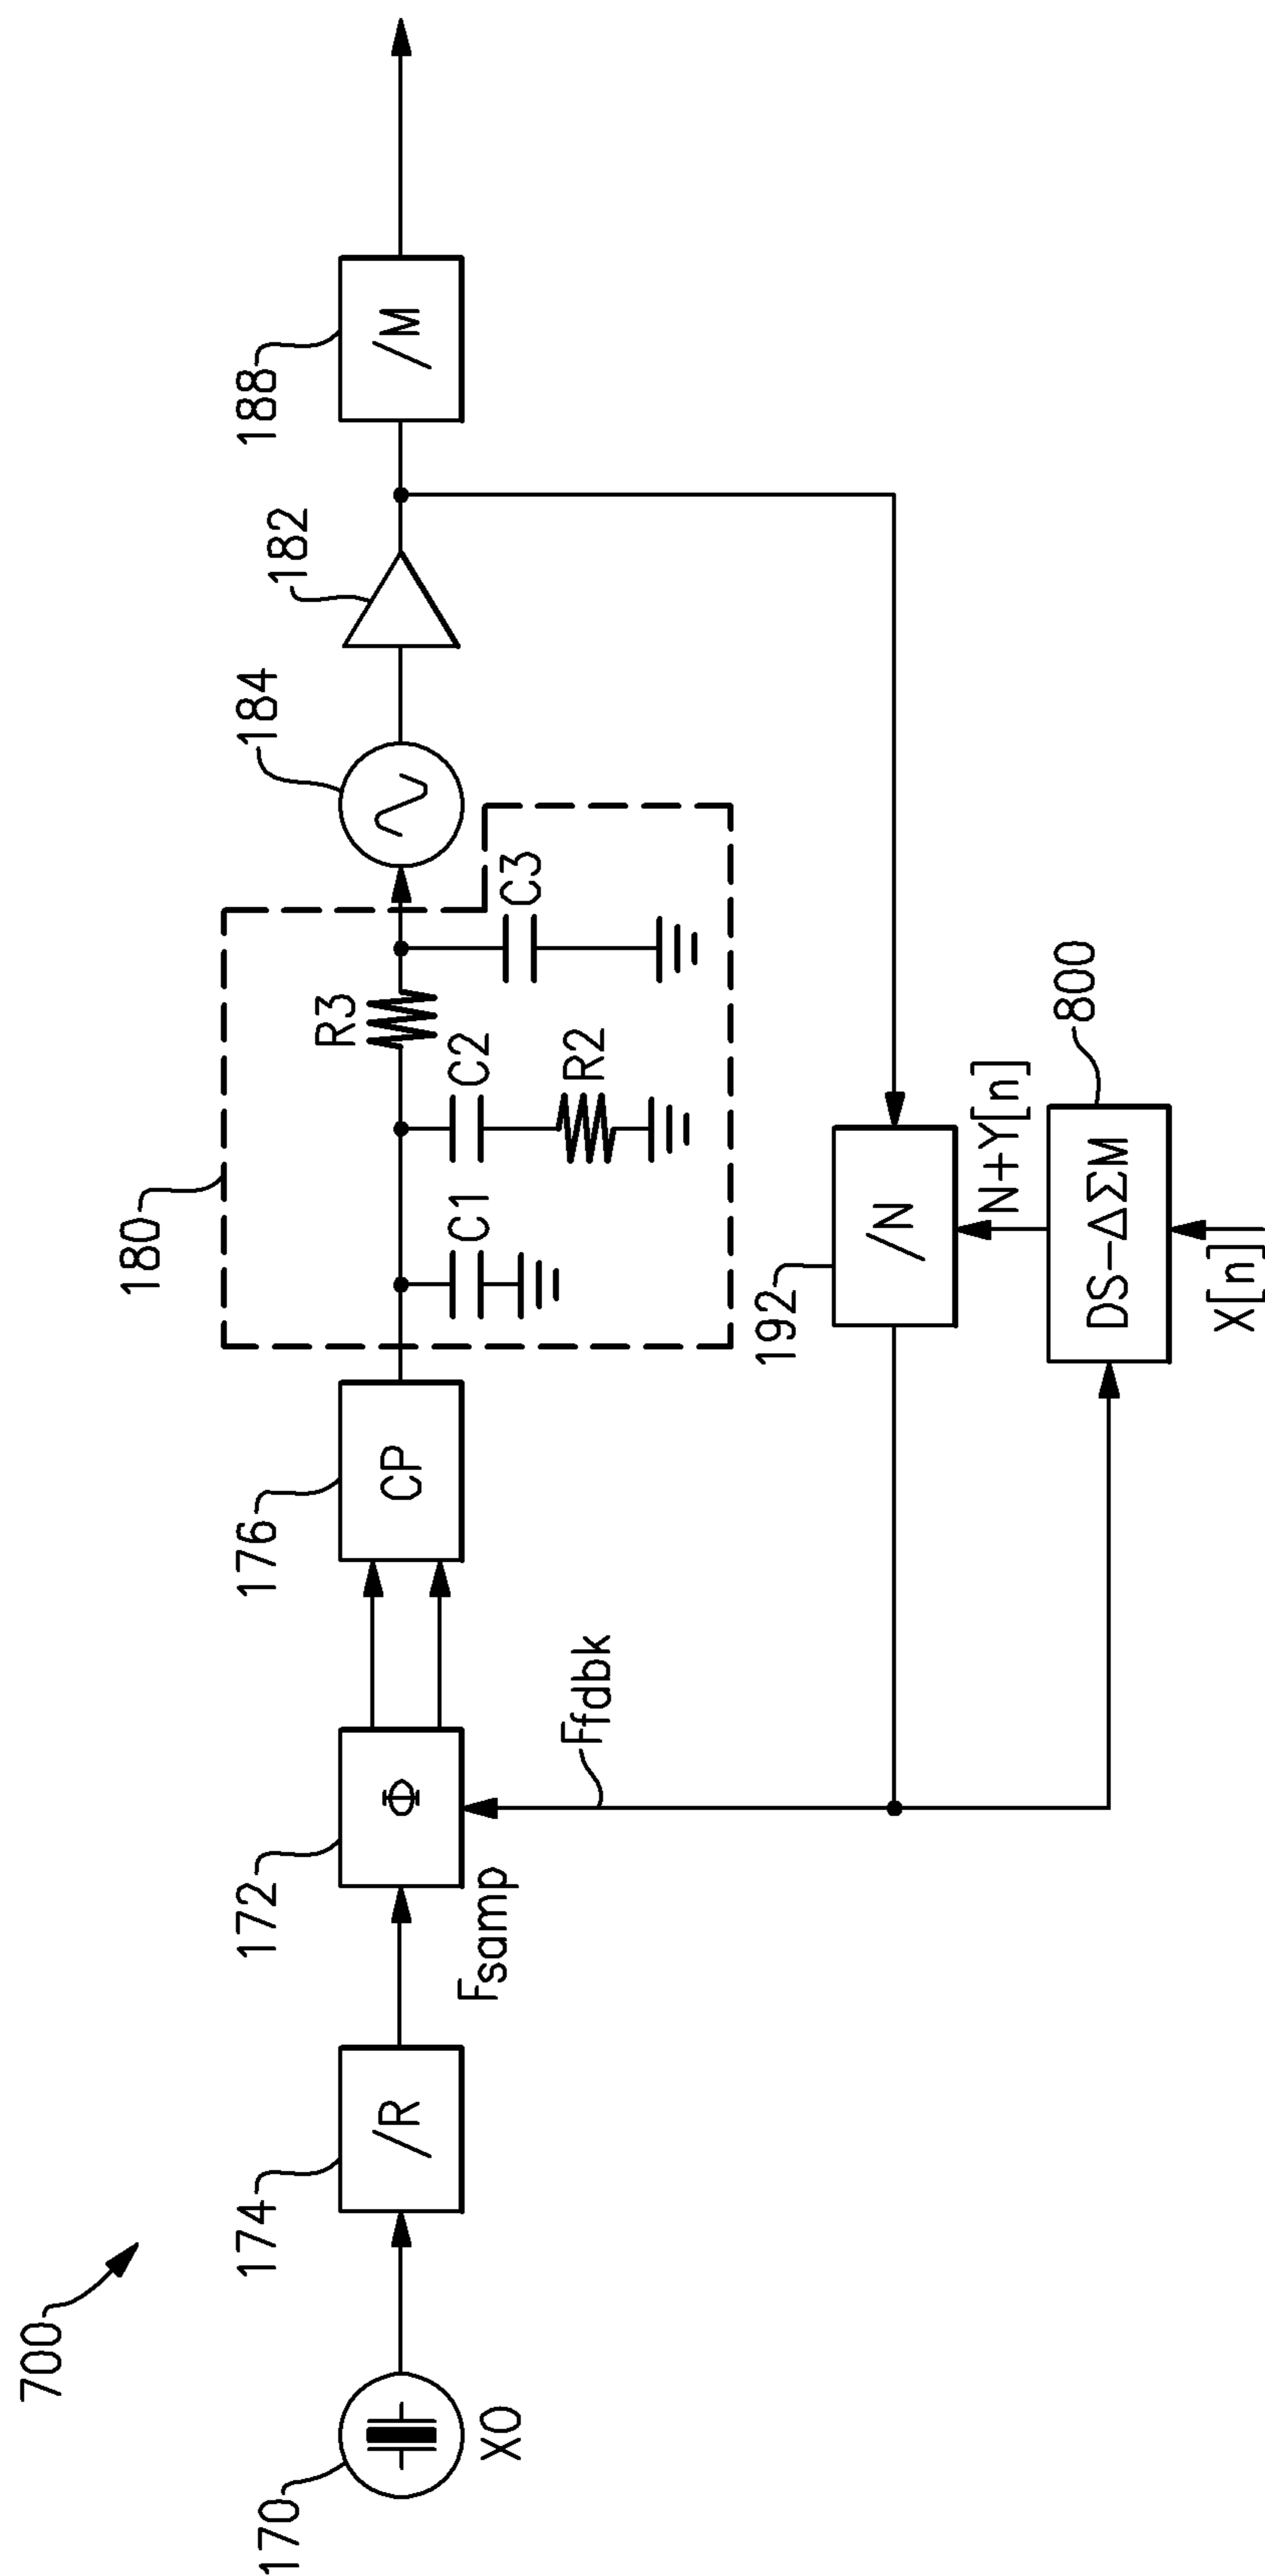 700
170
XO
174
/R
Fsamp
172
Φ
Ffdbk
176
CP
180
C1
C2
R2
R3
C3
184
182
188
/M
192
/N
N+Y[n]
800
DS-ΔΣM
X[n]